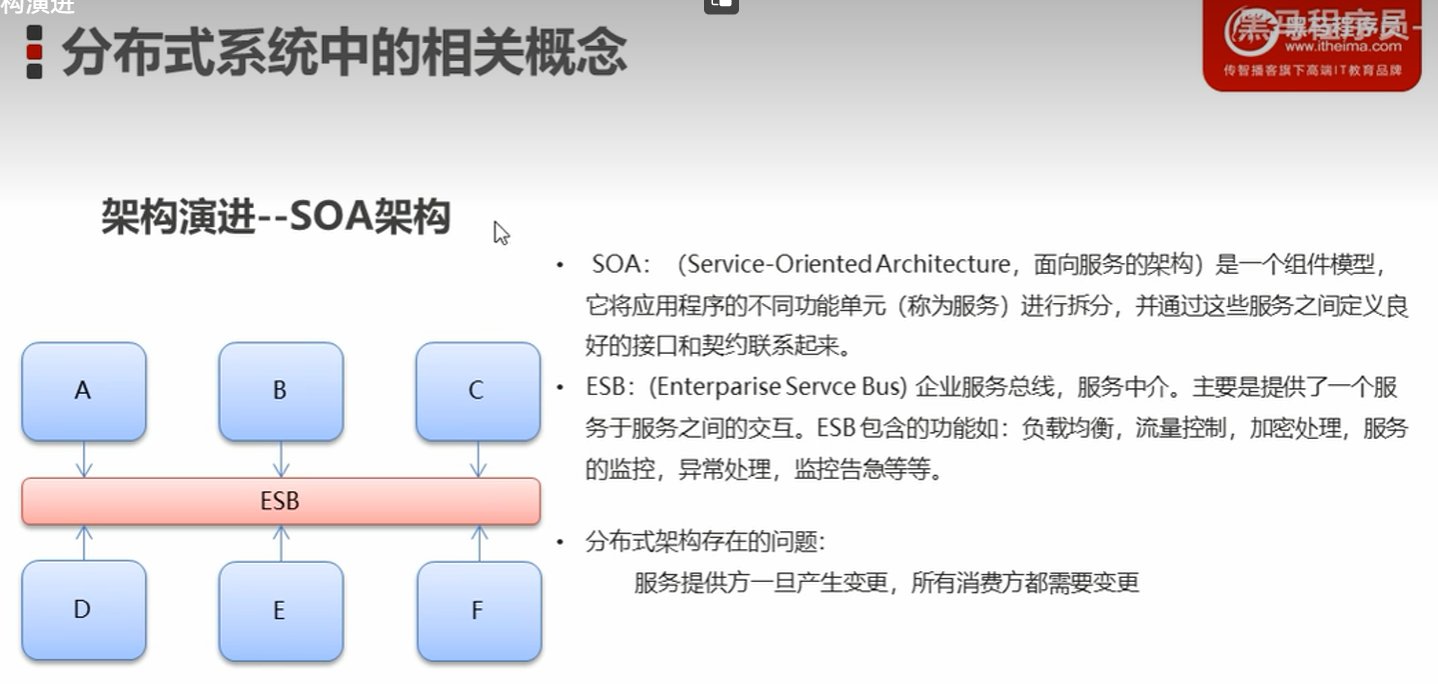 构演进
分布式系统中的相关概念
黑马程序员-
www.itheima.com
传智播客旗下高端IT教育品牌
架构演进--SOA架构
• SOA：（Service-Oriented Architecture，面向服务的架构）是一个组件模型，
它将应用程序的不同功能单元（称为服务）进行拆分，并通过这些服务之间定义良
好的接口和契约联系起来。
• ESB：(Enterparise Servce Bus) 企业服务总线，服务中介。主要是提供了一个服
务于服务之间的交互。ESB 包含的功能如：负载均衡，流量控制，加密处理，服务
的监控，异常处理，监控告急等等。
• 分布式架构存在的问题：
服务提供方一旦产生变更，所有消费方都需要变更
A
B
C
ESB
D
E
F